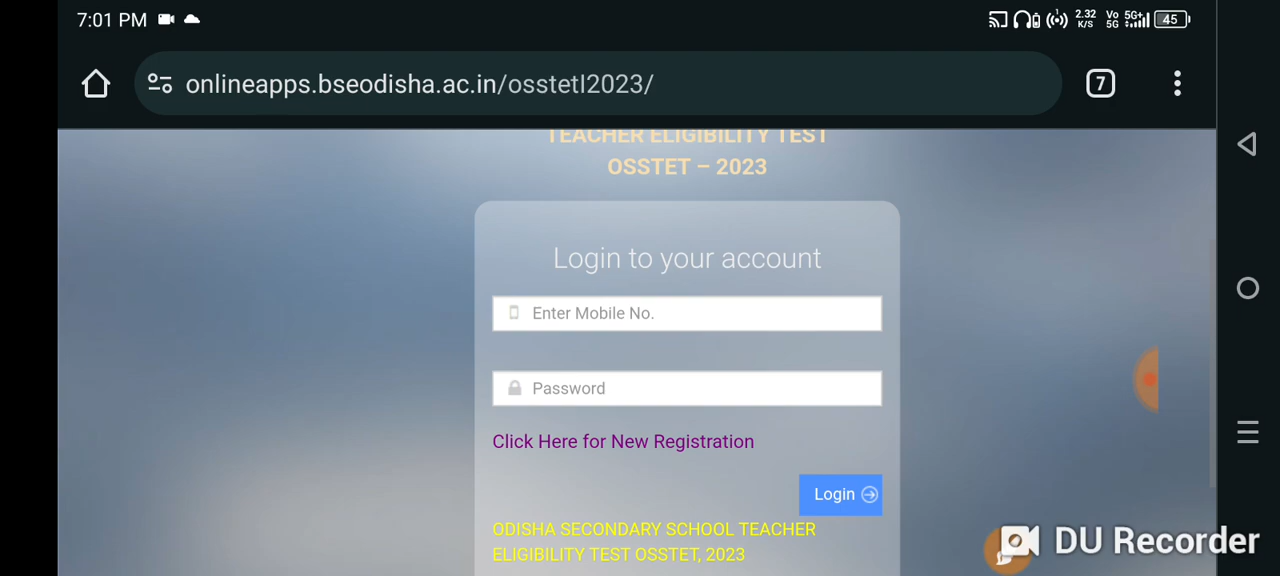 7:01 PM
2.32
K/S
Vo
5G
5G+
45
onlineapps.bseodisha.ac.in/osstetI2023/
7
TEACHER ELIGIBILITY TEST
OSSTET – 2023
Login to your account
Enter Mobile No.
Password
Click Here for New Registration
Login
ODISHA SECONDARY SCHOOL TEACHER
ELIGIBILITY TEST OSSTET, 2023
DU Recorder